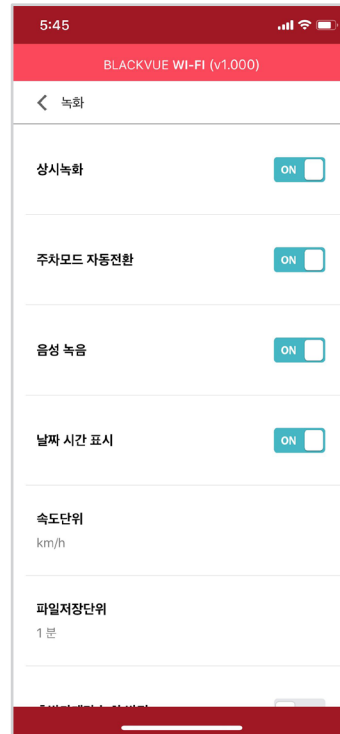 5:45
BLACKVUE WI-FI (v1.000)
녹화
상시녹화
ON
주차모드 자동전환
ON
음성 녹음
ON
날짜 시간 표시
ON
속도단위
km/h
파일저장단위
1 분